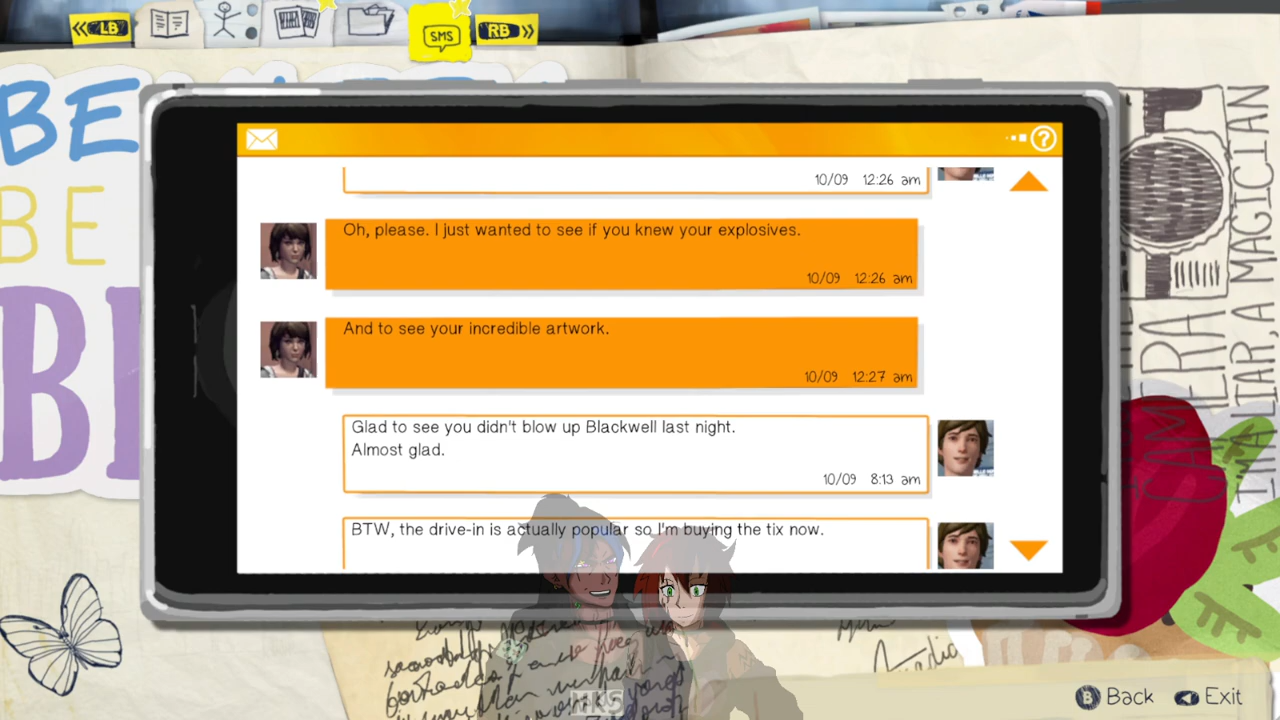 LB
SMS
RB
BE
BE
B
?
10/09 12:26 am
Oh, please. I just wanted to see if you knew your explosives.
10/09 12:26 am
And to see your incredible artwork.
10/09 12:27 am
Glad to see you didn't blow up Blackwell last night.
Almost glad.
10/09 8:13 am
BTW, the drive-in is actually popular so I'm buying the tix now.
CAMERA
LIAR, A MAGICIAN
HKS
B Back
Exit